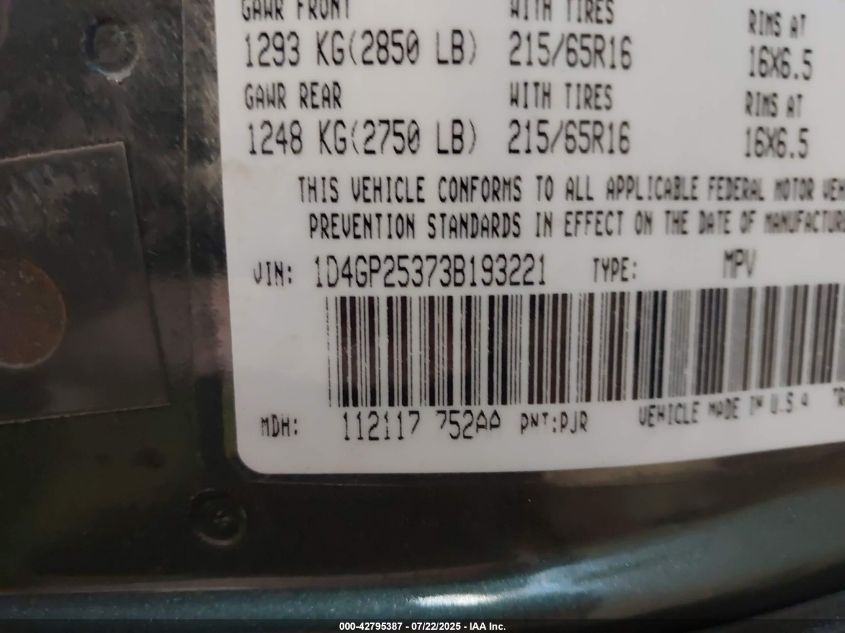 GAWR FRONT WITH TIRES RIMS AT
1293 KG(2850 LB) 215/65R16 16X6.5
GAWR REAR WITH TIRES RIMS AT
1248 KG(2750 LB) 215/65R16 16X6.5
THIS VEHICLE CONFORMS TO ALL APPLICABLE FEDERAL MOTOR VEH
PREVENTION STANDARDS IN EFFECT ON THE DATE OF MANUFACTURE
VIN: 1D4GP25373B193221 TYPE: MPV
MDH: 112117 752AA PNT:PJR VEHICLE MADE IN U.S.A
000-42795387 - 07/22/2025 - IAA Inc.